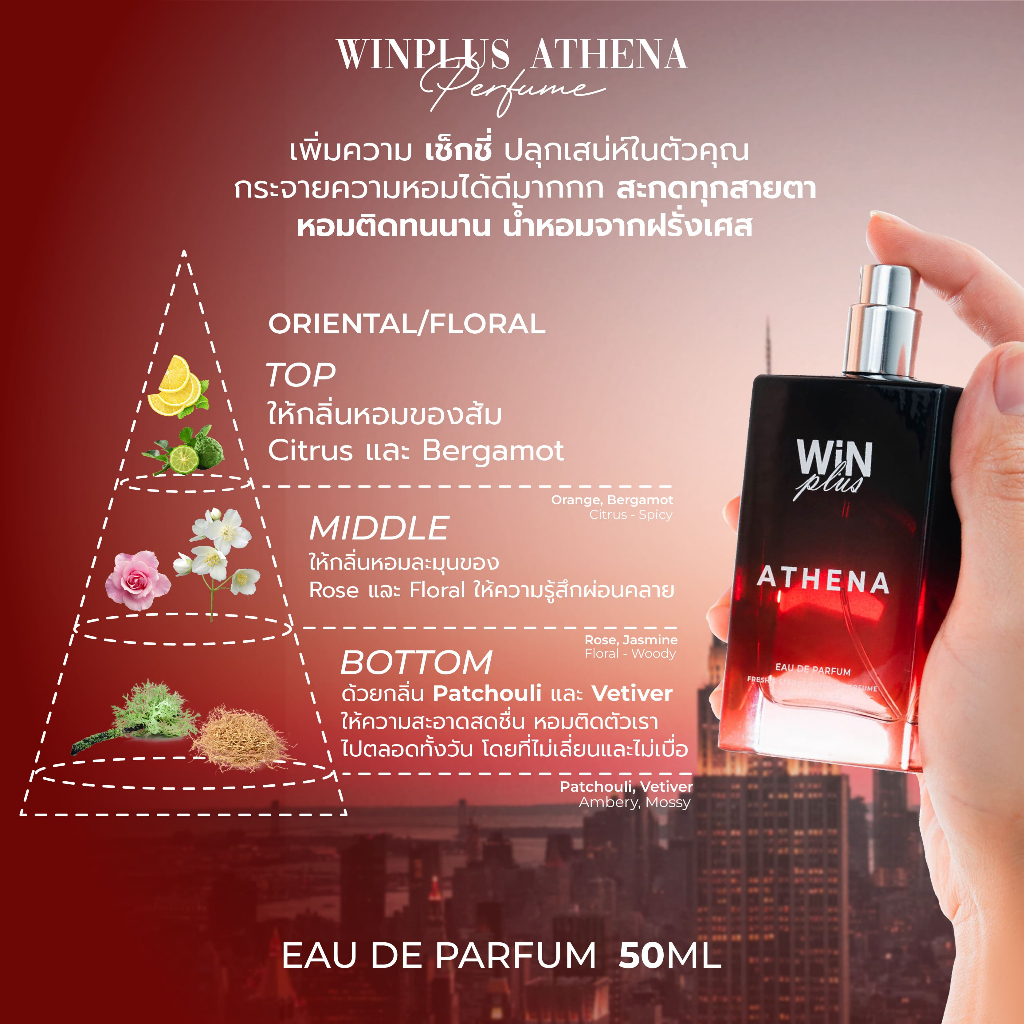 WINPLUS ATHENA
Perfume
เพิ่มความ เซ็กซี่ ปลุกเสน่ห์ในตัวคุณ
กระจายความหอมได้ดีมากกก สะกดทุกสายตา
หอมติดทนนาน น้ำหอมจากฝรั่งเศส
ORIENTAL/FLORAL
TOP
ให้กลิ่นหอมของส้ม
Citrus และ Bergamot
Orange, Bergamot
Citrus - Spicy
MIDDLE
ให้กลิ่นหอมละมุนของ
Rose และ Floral ให้ความรู้สึกผ่อนคลาย
Rose, Jasmine
Floral - Woody
BOTTOM
ด้วยกลิ่น Patchouli และ Vetiver
ให้ความสะอาดสดชื่น หอมติดตัวเรา
ไปตลอดทั้งวัน โดยที่ไม่เลี่ยนและไม่เบื่อ
Patchouli, Vetiver
Ambery, Mossy
WiN
plus
ATHENA
EAU DE PARFUM
EAU DE PARFUM 50ML